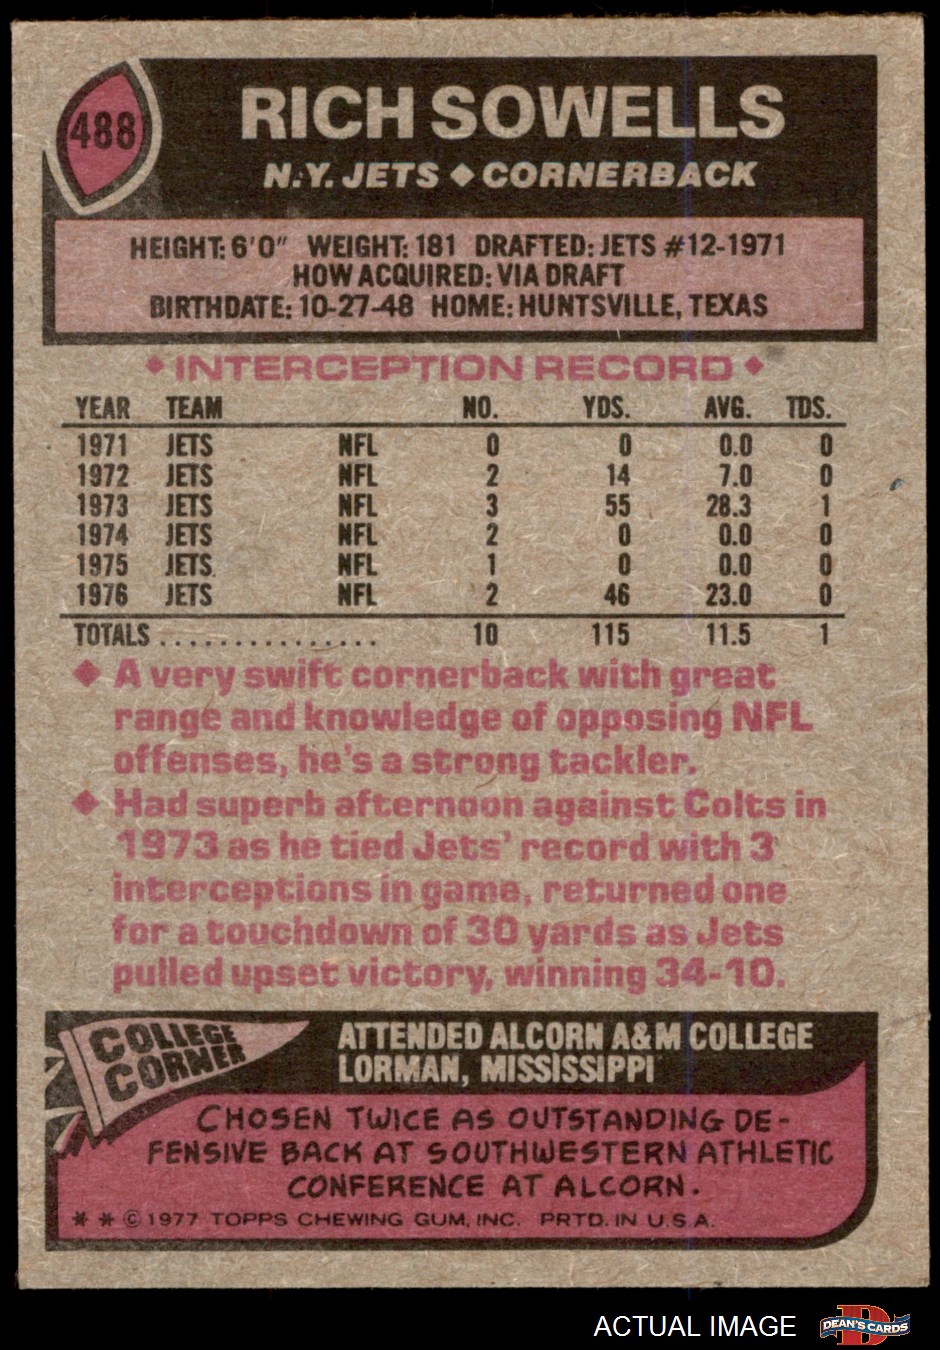 488
RICH SOWELLS
N.Y. JETS ◆ CORNERBACK
HEIGHT: 6'0" WEIGHT: 181 DRAFTED: JETS #12-1971
HOW ACQUIRED: VIA DRAFT
BIRTHDATE: 10-27-48 HOME: HUNTSVILLE, TEXAS
◆ INTERCEPTION RECORD ◆
YEAR TEAM NO. YDS. AVG. TDS.
1971 JETS NFL 0 0 0.0 0
1972 JETS NFL 2 14 7.0 0
1973 JETS NFL 3 55 28.3 1
1974 JETS NFL 2 0 0.0 0
1975 JETS NFL 1 0 0.0 0
1976 JETS NFL 2 46 23.0 0
TOTALS ............... 10 115 11.5 1
◆ A very swift cornerback with great
range and knowledge of opposing NFL
offenses, he's a strong tackler.
◆ Had superb afternoon against Colts in
1973 as he tied Jets' record with 3
interceptions in game, returned one
for a touchdown of 30 yards as Jets
pulled upset victory, winning 34-10.
COLLEGE
CORNER
ATTENDED ALCORN A&M COLLEGE
LORMAN, MISSISSIPPI
CHOSEN TWICE AS OUTSTANDING DE-
FENSIVE BACK AT SOUTHWESTERN ATHLETIC
CONFERENCE AT ALCORN.
* * © 1977 TOPPS CHEWING GUM, INC. PRTD. IN U.S.A.
ACTUAL IMAGE
D
DEAN'S CARDS